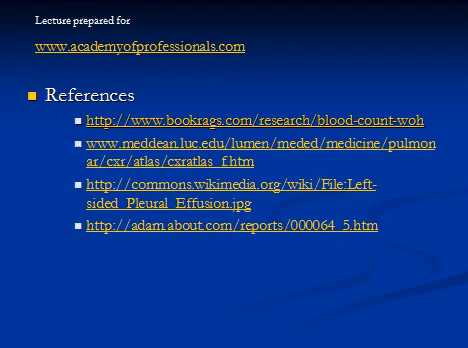 Lecture prepared for
www.academyofprofessionals.com
References
http://www.bookrags.com/research/blood-count-woh
www.meddean.luc.edu/lumen/meded/medicine/pulmon
ar/cxr/atlas/cxratlas_f.htm
http://commons.wikimedia.org/wiki/File:Left-
sided_Pleural_Effusion.jpg
http://adam.about.com/reports/000064_5.htm